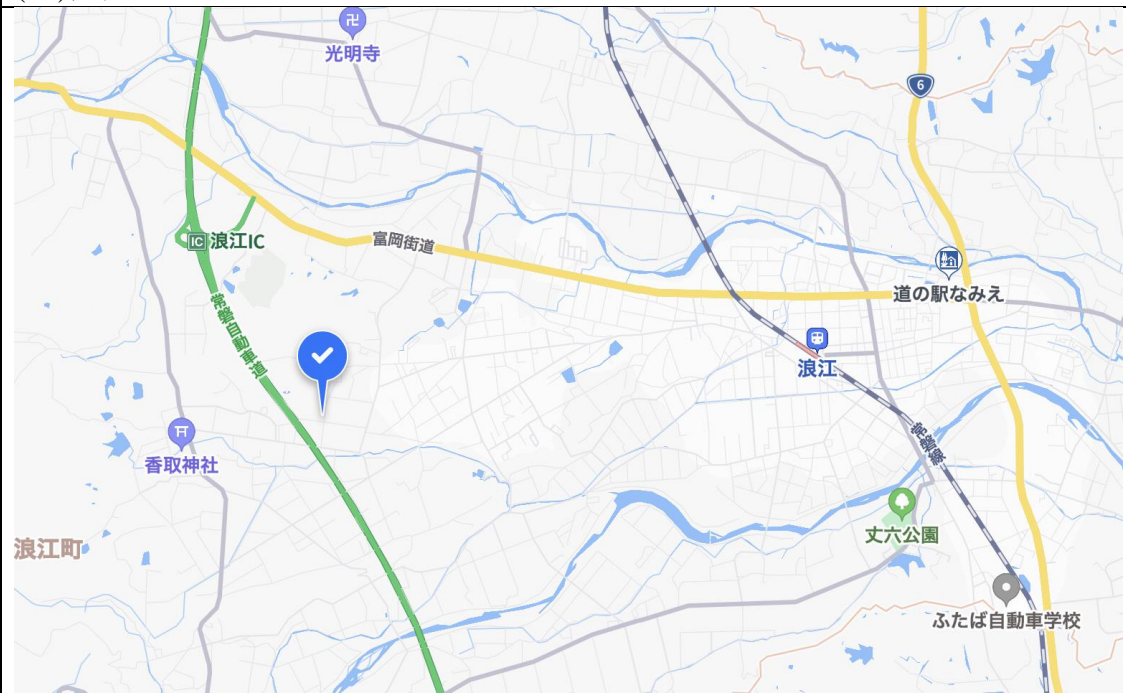 卍
光明寺
6
IC
浪江IC
富岡街道
道の駅なみえ
常磐自動車道
浪江
香取神社
常磐線
浪江町
丈六公園
ふたば自動車学校